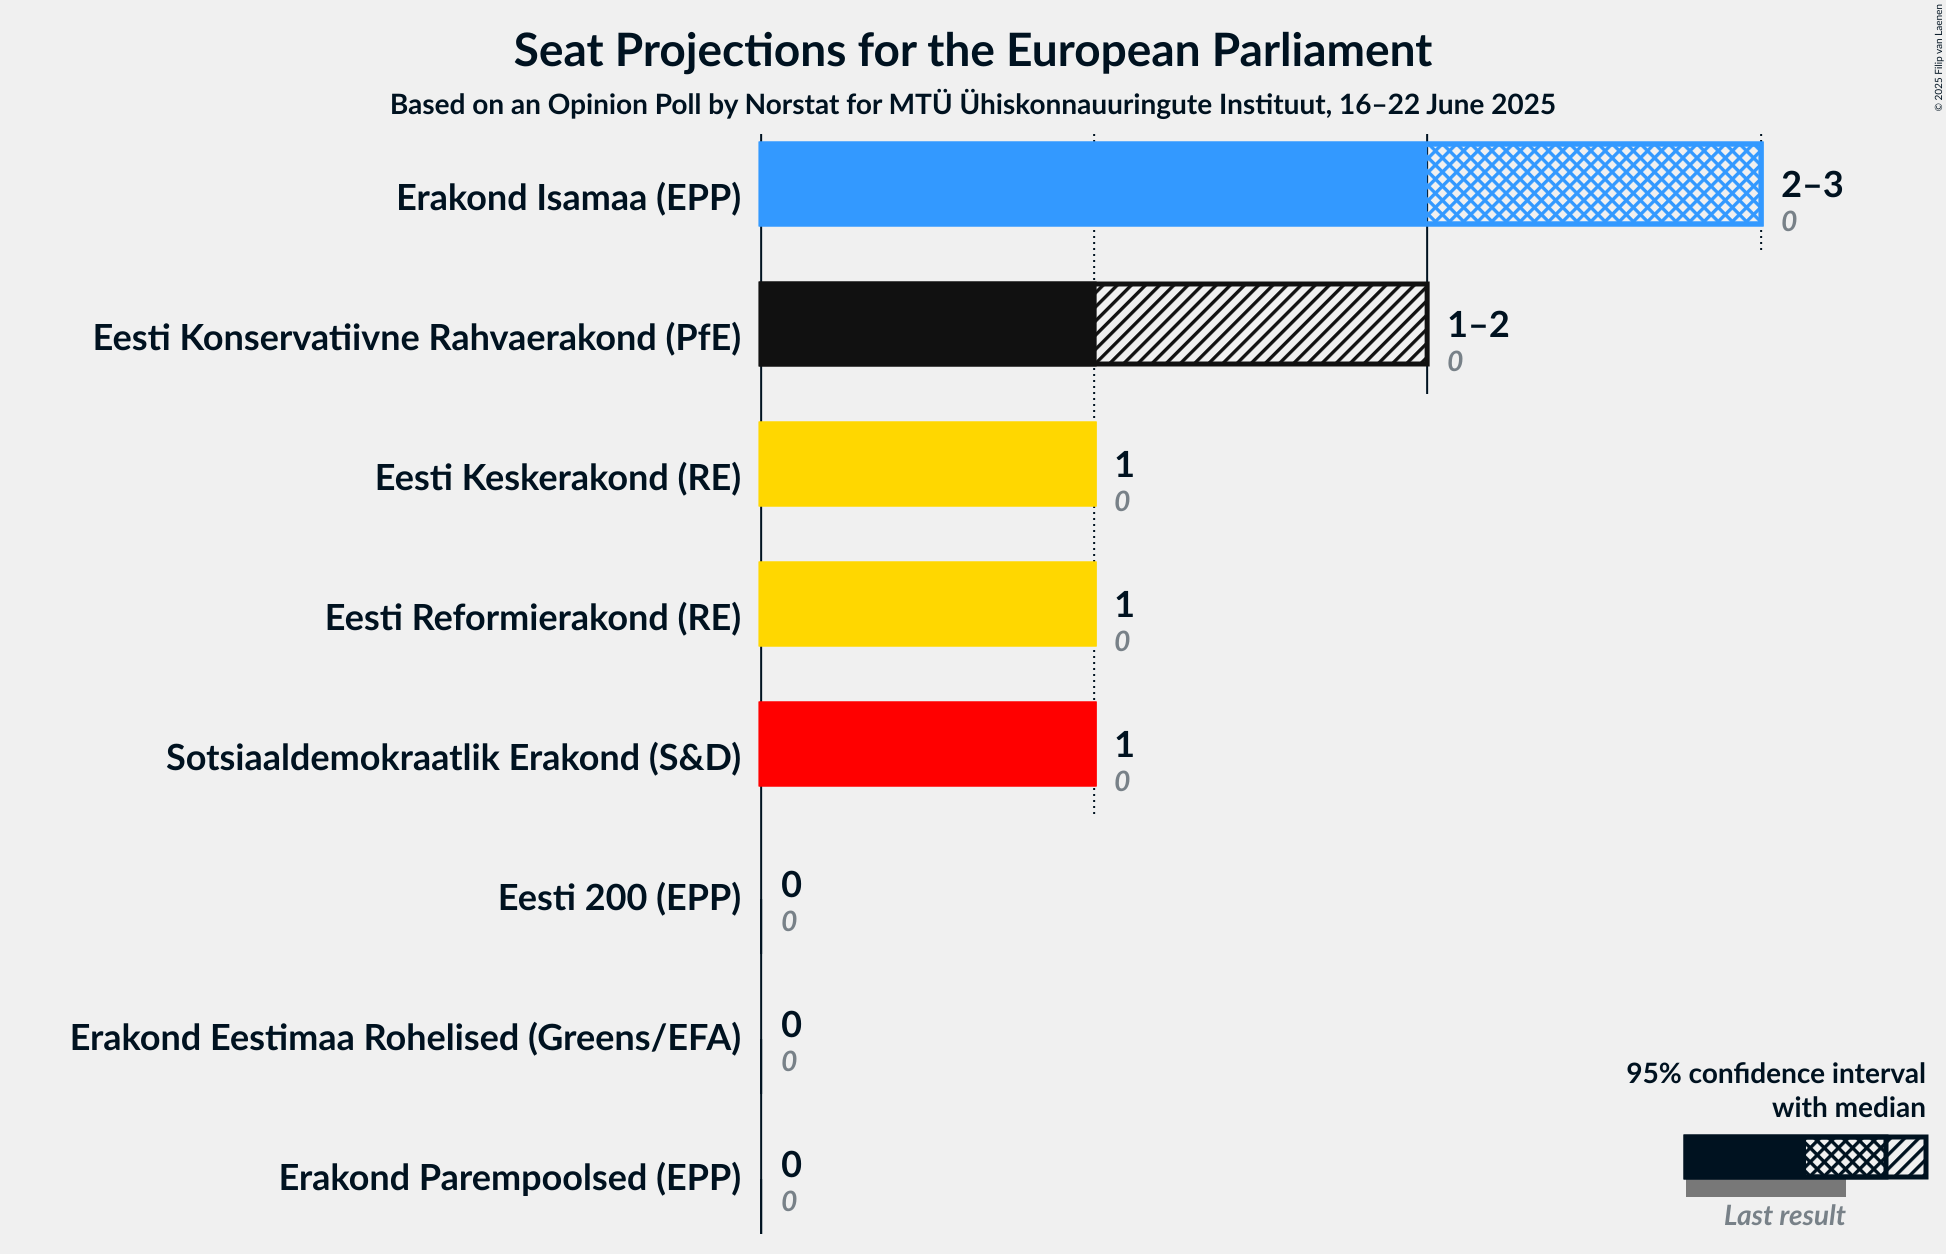 Seat Projections for the European Parliament
Based on an Opinion Poll by Norstat for MTÜ Ühiskonnauuringute Instituut, 16–22 June 2025
© 2025 Filip van Laenen
Erakond Isamaa (EPP)
2–3
0
Eesti Konservatiivne Rahvaerakond (PfE)
1–2
0
Eesti Keskerakond (RE)
1
0
Eesti Reformierakond (RE)
1
0
Sotsiaaldemokraatlik Erakond (S&D)
1
0
Eesti 200 (EPP)
0
0
Erakond Eestimaa Rohelised (Greens/EFA)
0
0
Erakond Parempoolsed (EPP)
0
0
95% confidence interval
with median
Last result